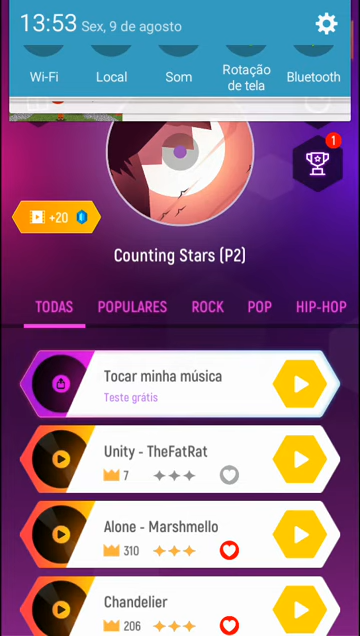 13:53 Sex, 9 de agosto
Wi-Fi
Local
Som
Rotação
de tela
Bluetooth
1
+20
Counting Stars (P2)
TODAS
POPULARES
ROCK
POP
HIP-HOP
Tocar minha música
Teste grátis
Unity - TheFatRat
7
Alone - Marshmello
310
Chandelier
206